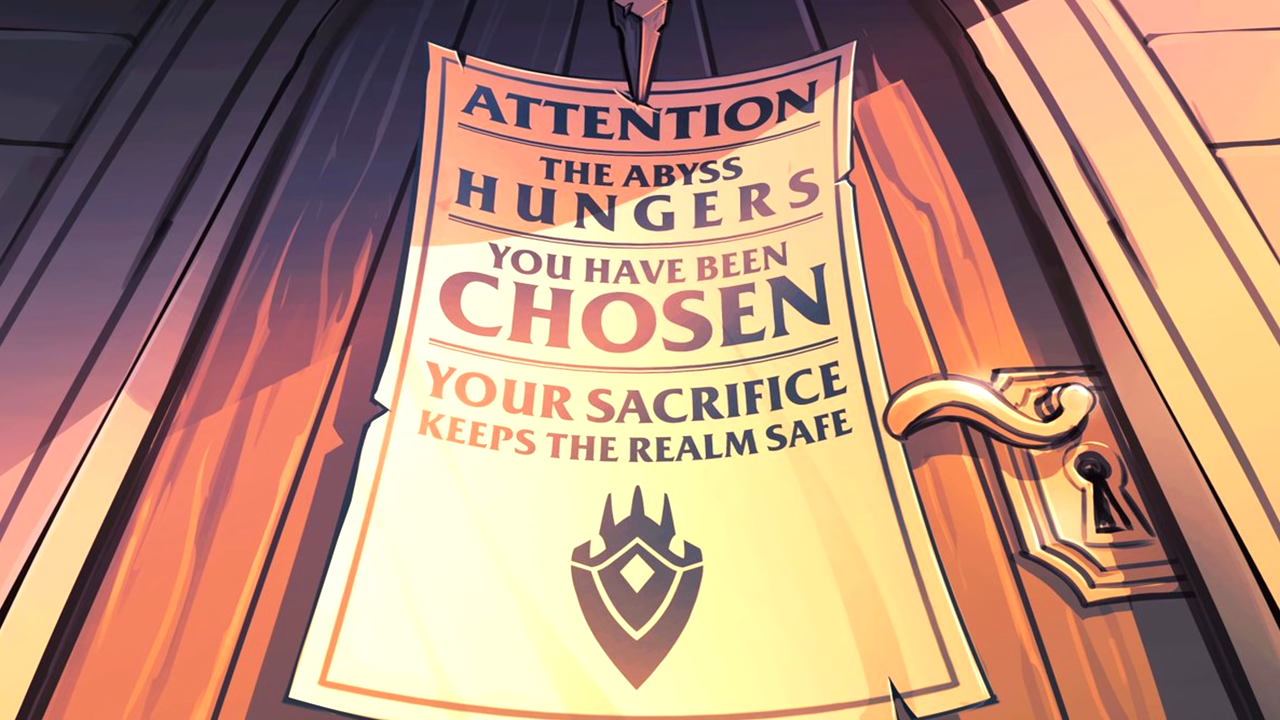 ATTENTION
THE ABYSS
HUNGERS
YOU HAVE BEEN
CHOSEN
YOUR SACRIFICE
KEEPS THE REALM SAFE